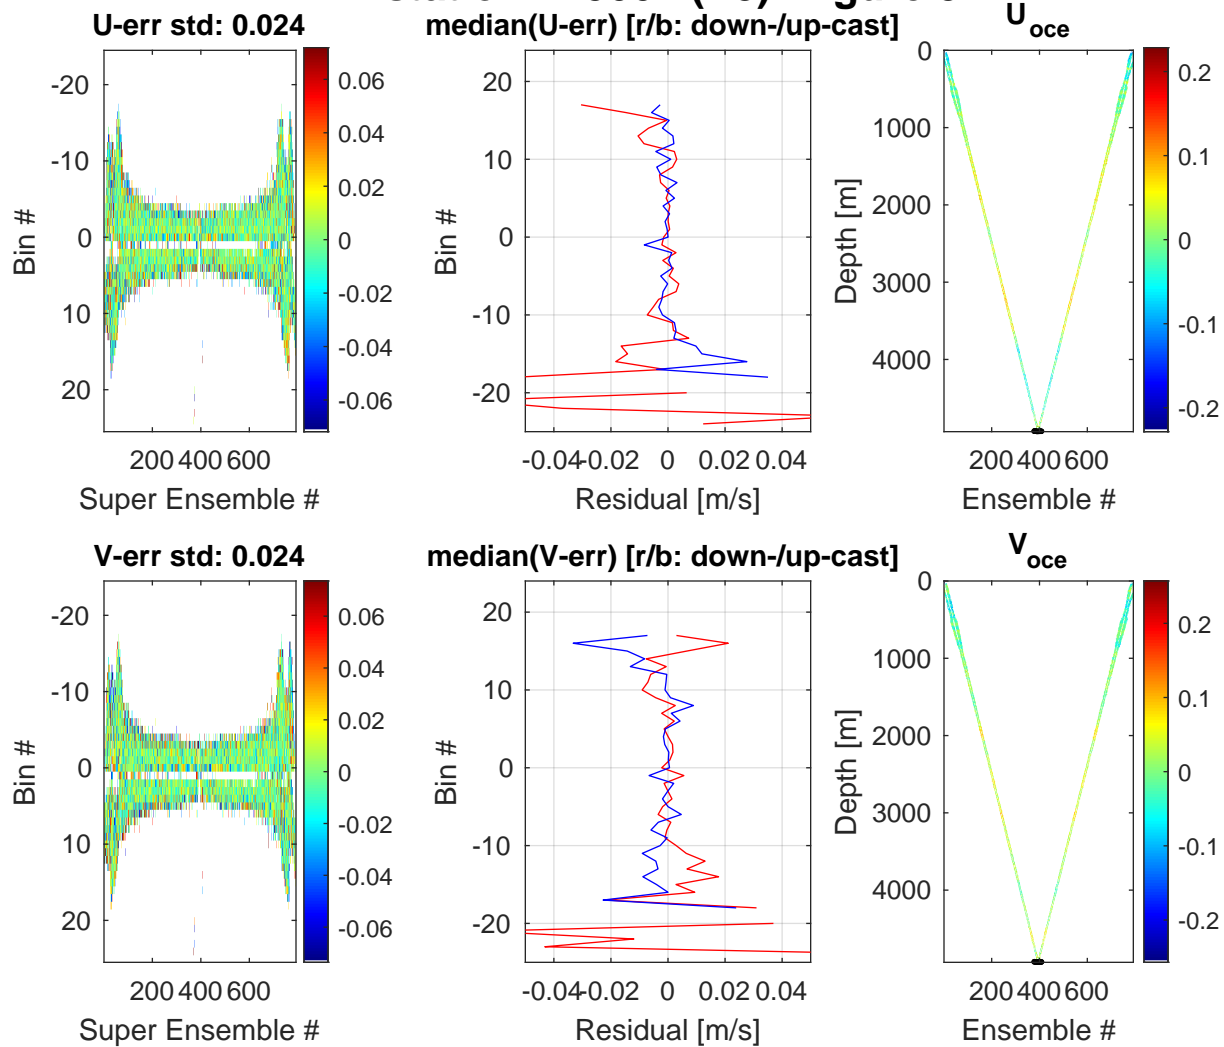 U-err std: 0.024
-20
-10
0
10
20
200 400 600
Super Ensemble #
Bin #
0.06
0.04
0.02
0
-0.02
-0.04
-0.06
median(U-err) [r/b: down-/up-cast]
20
10
0
-10
-20
-0.04 -0.02 0 0.02 0.04
Residual [m/s]
Bin #
U_oce
0
1000
2000
3000
4000
200 400 600
Ensemble #
Depth [m]
0.2
0.1
0
-0.1
-0.2
V-err std: 0.024
-20
-10
0
10
20
200 400 600
Super Ensemble #
Bin #
0.06
0.04
0.02
0
-0.02
-0.04
-0.06
median(V-err) [r/b: down-/up-cast]
20
10
0
-10
-20
-0.04 -0.02 0 0.02 0.04
Residual [m/s]
Bin #
V_oce
0
1000
2000
3000
4000
200 400 600
Ensemble #
Depth [m]
0.2
0.1
0
-0.1
-0.2